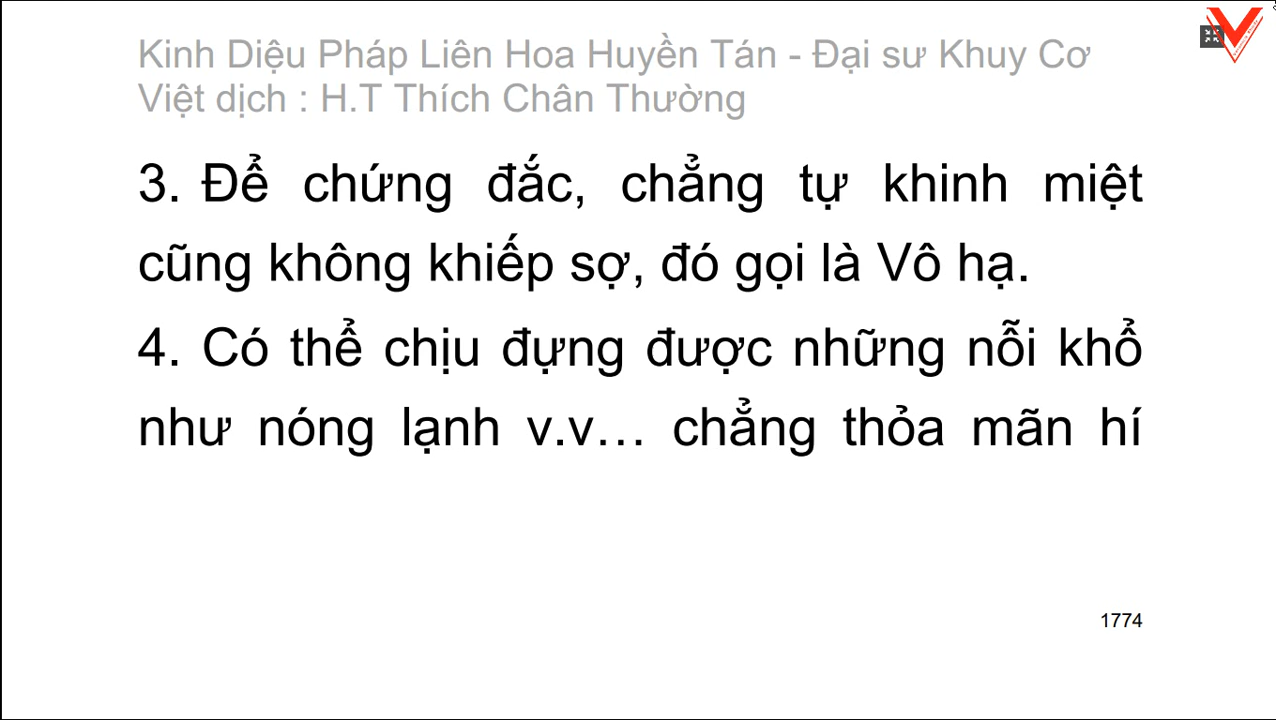 Kinh Diệu Pháp Liên Hoa Huyền Tán - Đại sư Khuy Cơ
Việt dịch : H.T Thích Chân Thường
3. Để chứng đắc, chẳng tự khinh miệt
cũng không khiếp sợ, đó gọi là Vô hạ.
4. Có thể chịu đựng được những nỗi khổ
như nóng lạnh v.v… chẳng thỏa mãn hí
1774